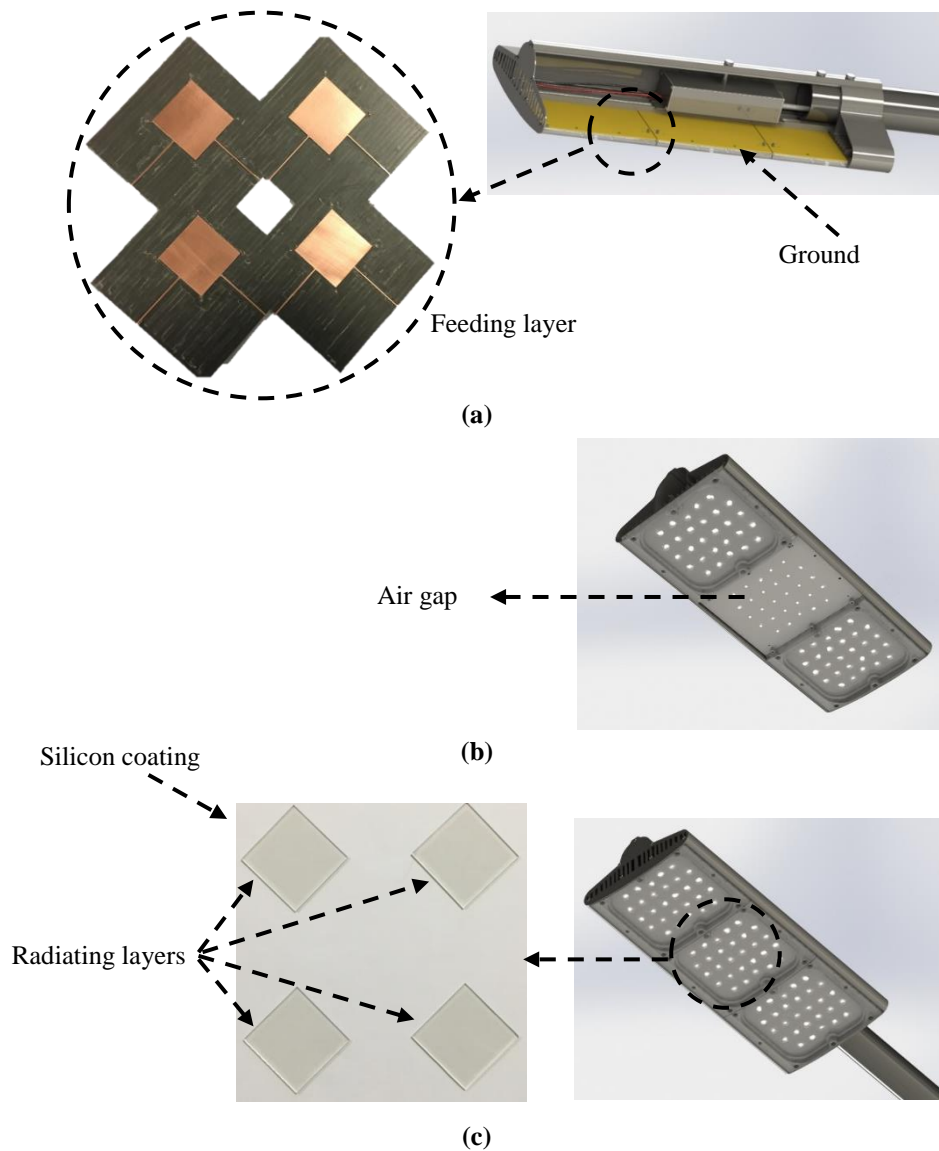 Ground
Feeding layer
(a)
Air gap
(b)
Silicon coating
Radiating layers
(c)